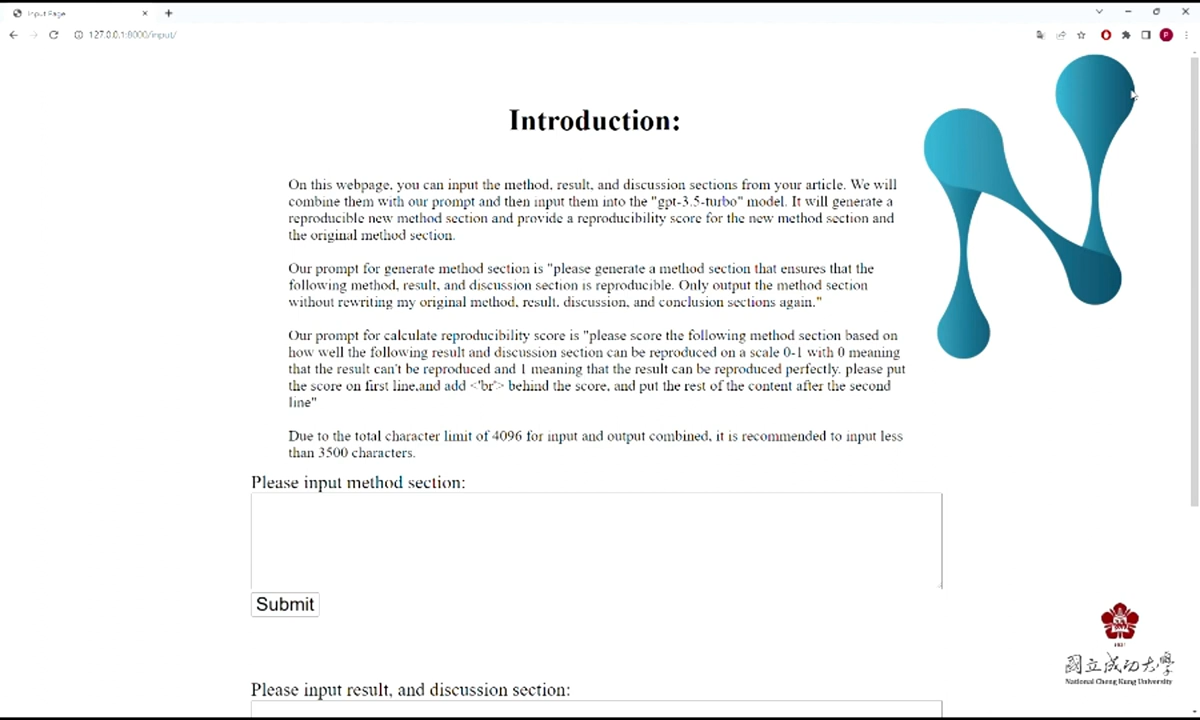 Input Page
127.0.0.1:8000/input/
P
Introduction:
On this webpage, you can input the method, result, and discussion sections from your article. We will
combine them with our prompt and then input them into the "gpt-3.5-turbo" model. It will generate a
reproducible new method section and provide a reproducibility score for the new method section and
the original method section.
Our prompt for generate method section is "please generate a method section that ensures that the
following method, result, and discussion section is reproducible. Only output the method section
without rewriting my original method, result, discussion, and conclusion sections again."
Our prompt for calculate reproducibility score is "please score the following method section based on
how well the following result and discussion section can be reproduced on a scale 0-1 with 0 meaning
that the result can't be reproduced and 1 meaning that the result can be reproduced perfectly. please put
the score on first line,and add <'br'> behind the score, and put the rest of the content after the second
line"
Due to the total character limit of 4096 for input and output combined, it is recommended to input less
than 3500 characters.
Please input method section:
Submit
Please input result, and discussion section:
1931
國立成功大學
National Cheng Kung University